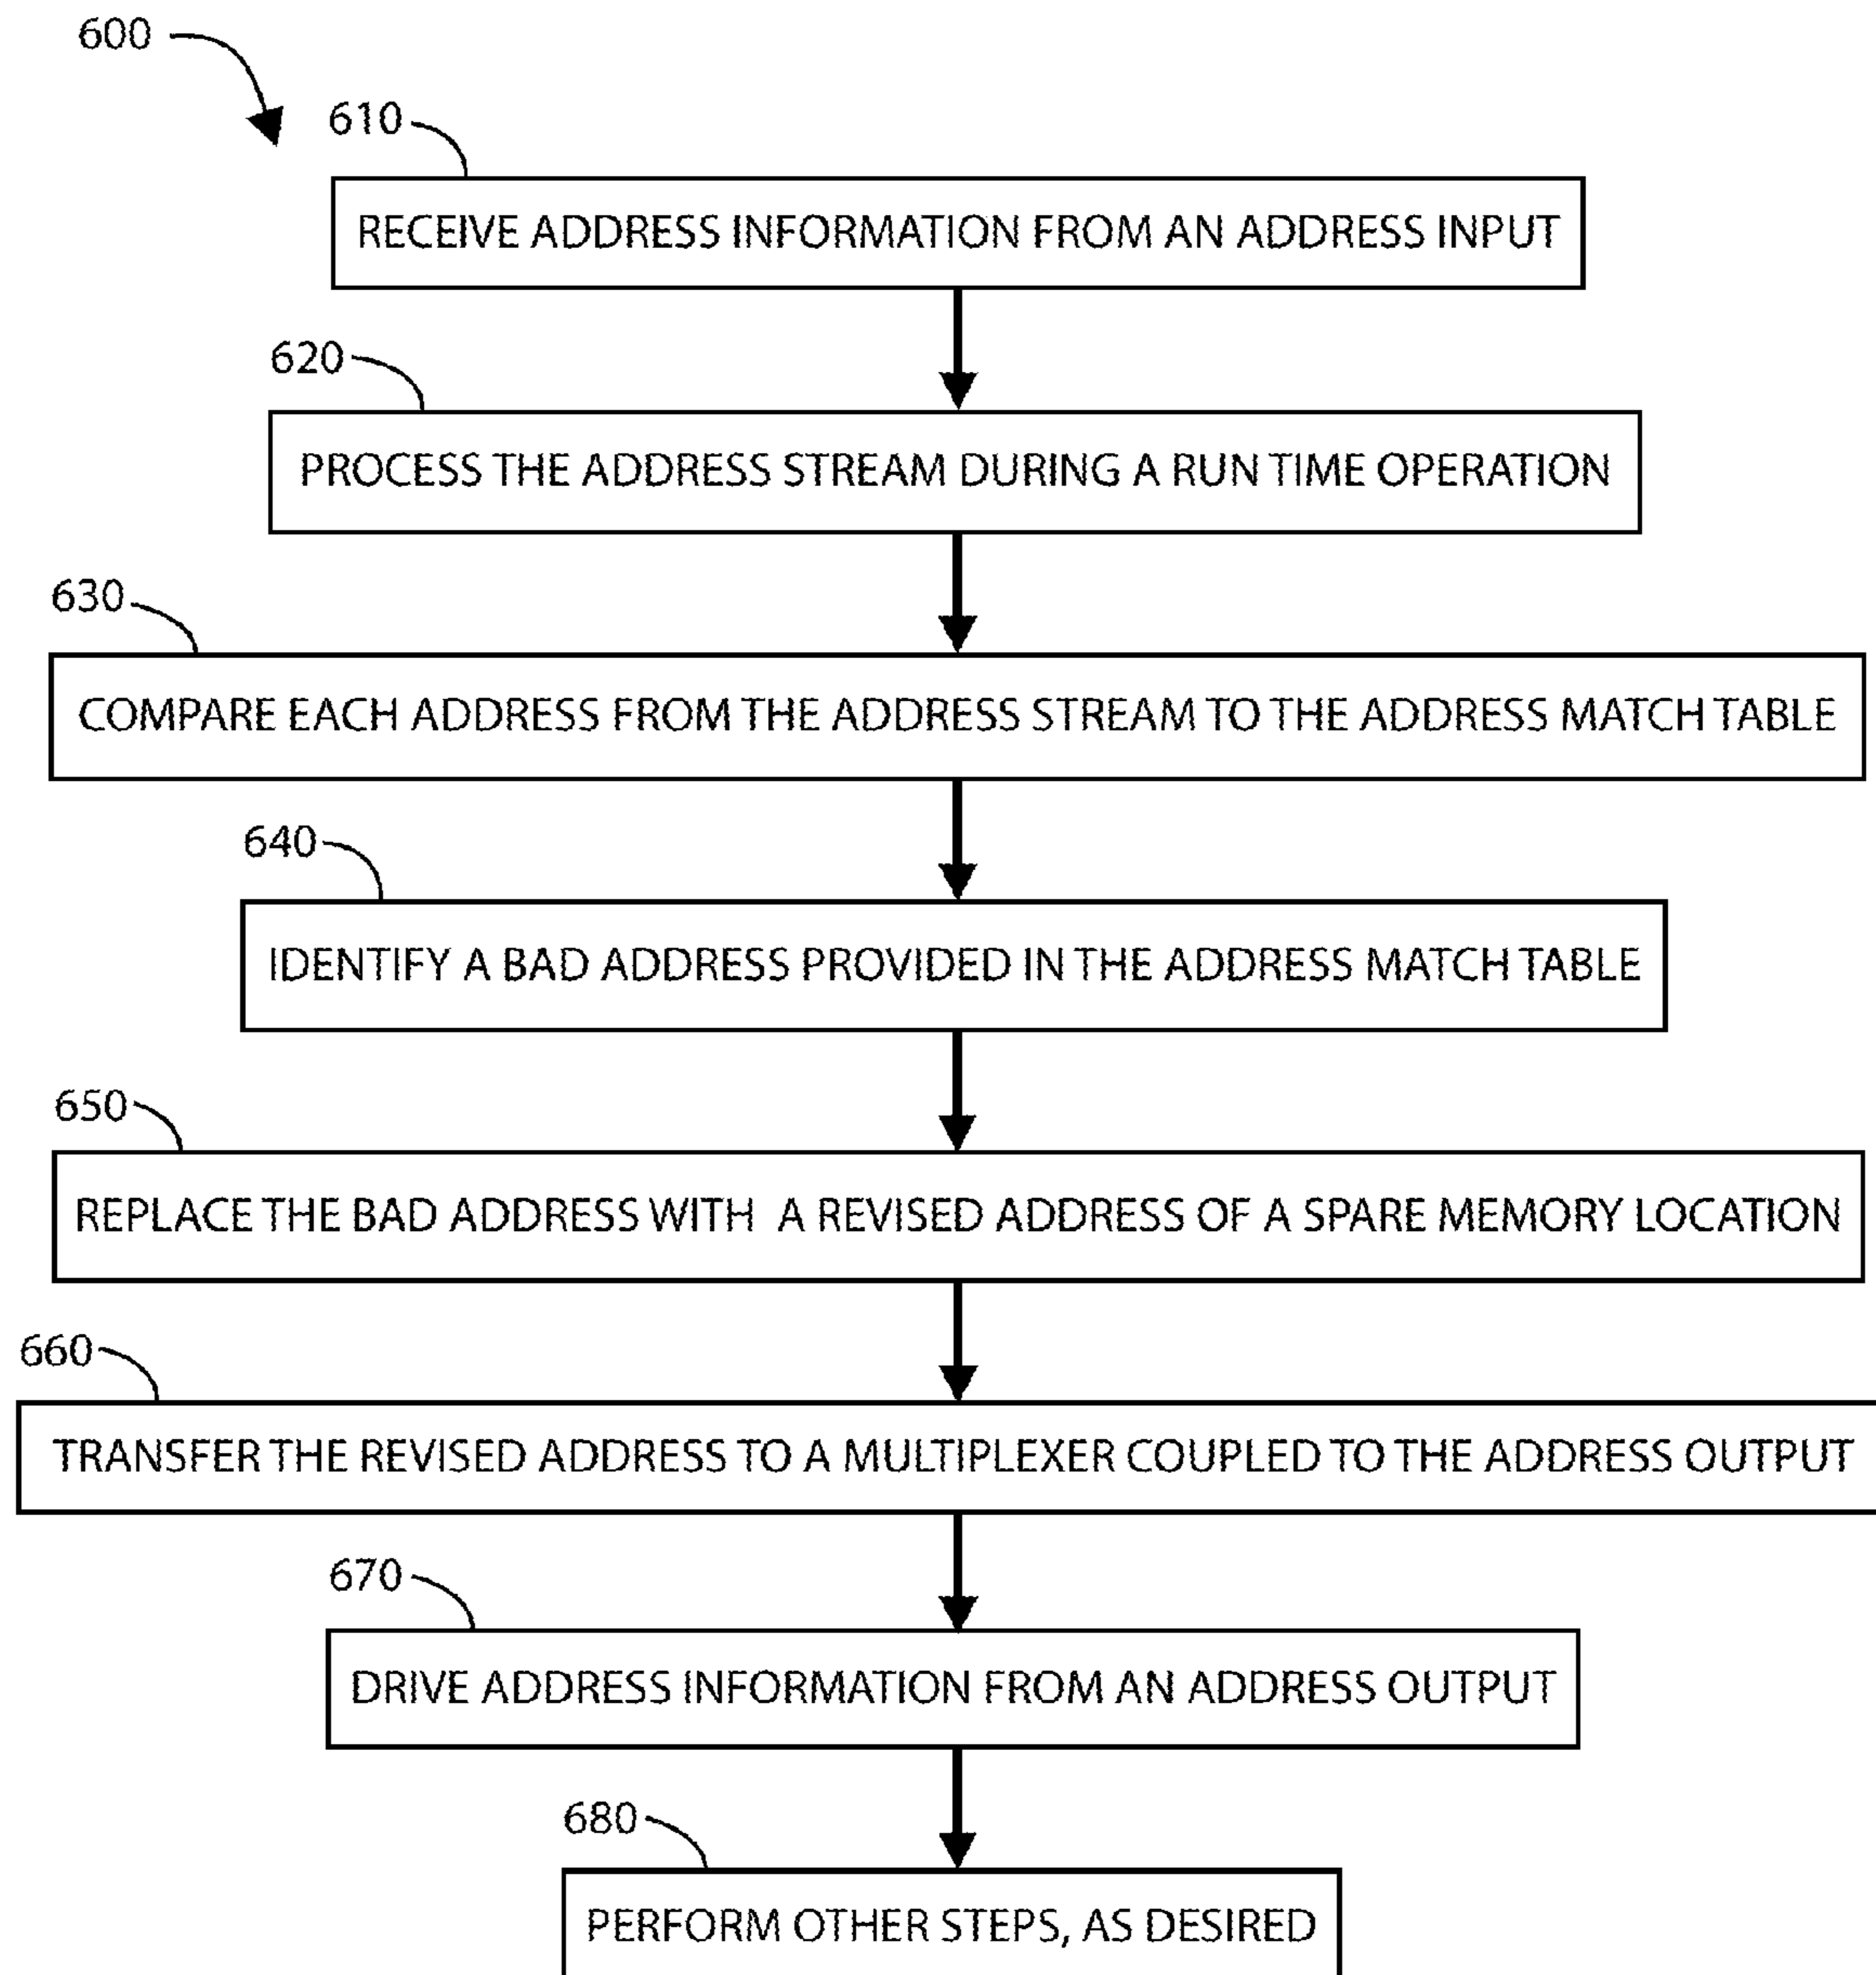 600
610
RECEIVE ADDRESS INFORMATION FROM AN ADDRESS INPUT
620
PROCESS THE ADDRESS STREAM DURING A RUN TIME OPERATION
630
COMPARE EACH ADDRESS FROM THE ADDRESS STREAM TO THE ADDRESS MATCH TABLE
640
IDENTIFY A BAD ADDRESS PROVIDED IN THE ADDRESS MATCH TABLE
650
REPLACE THE BAD ADDRESS WITH A REVISED ADDRESS OF A SPARE MEMORY LOCATION
660
TRANSFER THE REVISED ADDRESS TO A MULTIPLEXER COUPLED TO THE ADDRESS OUTPUT
670
DRIVE ADDRESS INFORMATION FROM AN ADDRESS OUTPUT
680
PERFORM OTHER STEPS, AS DESIRED